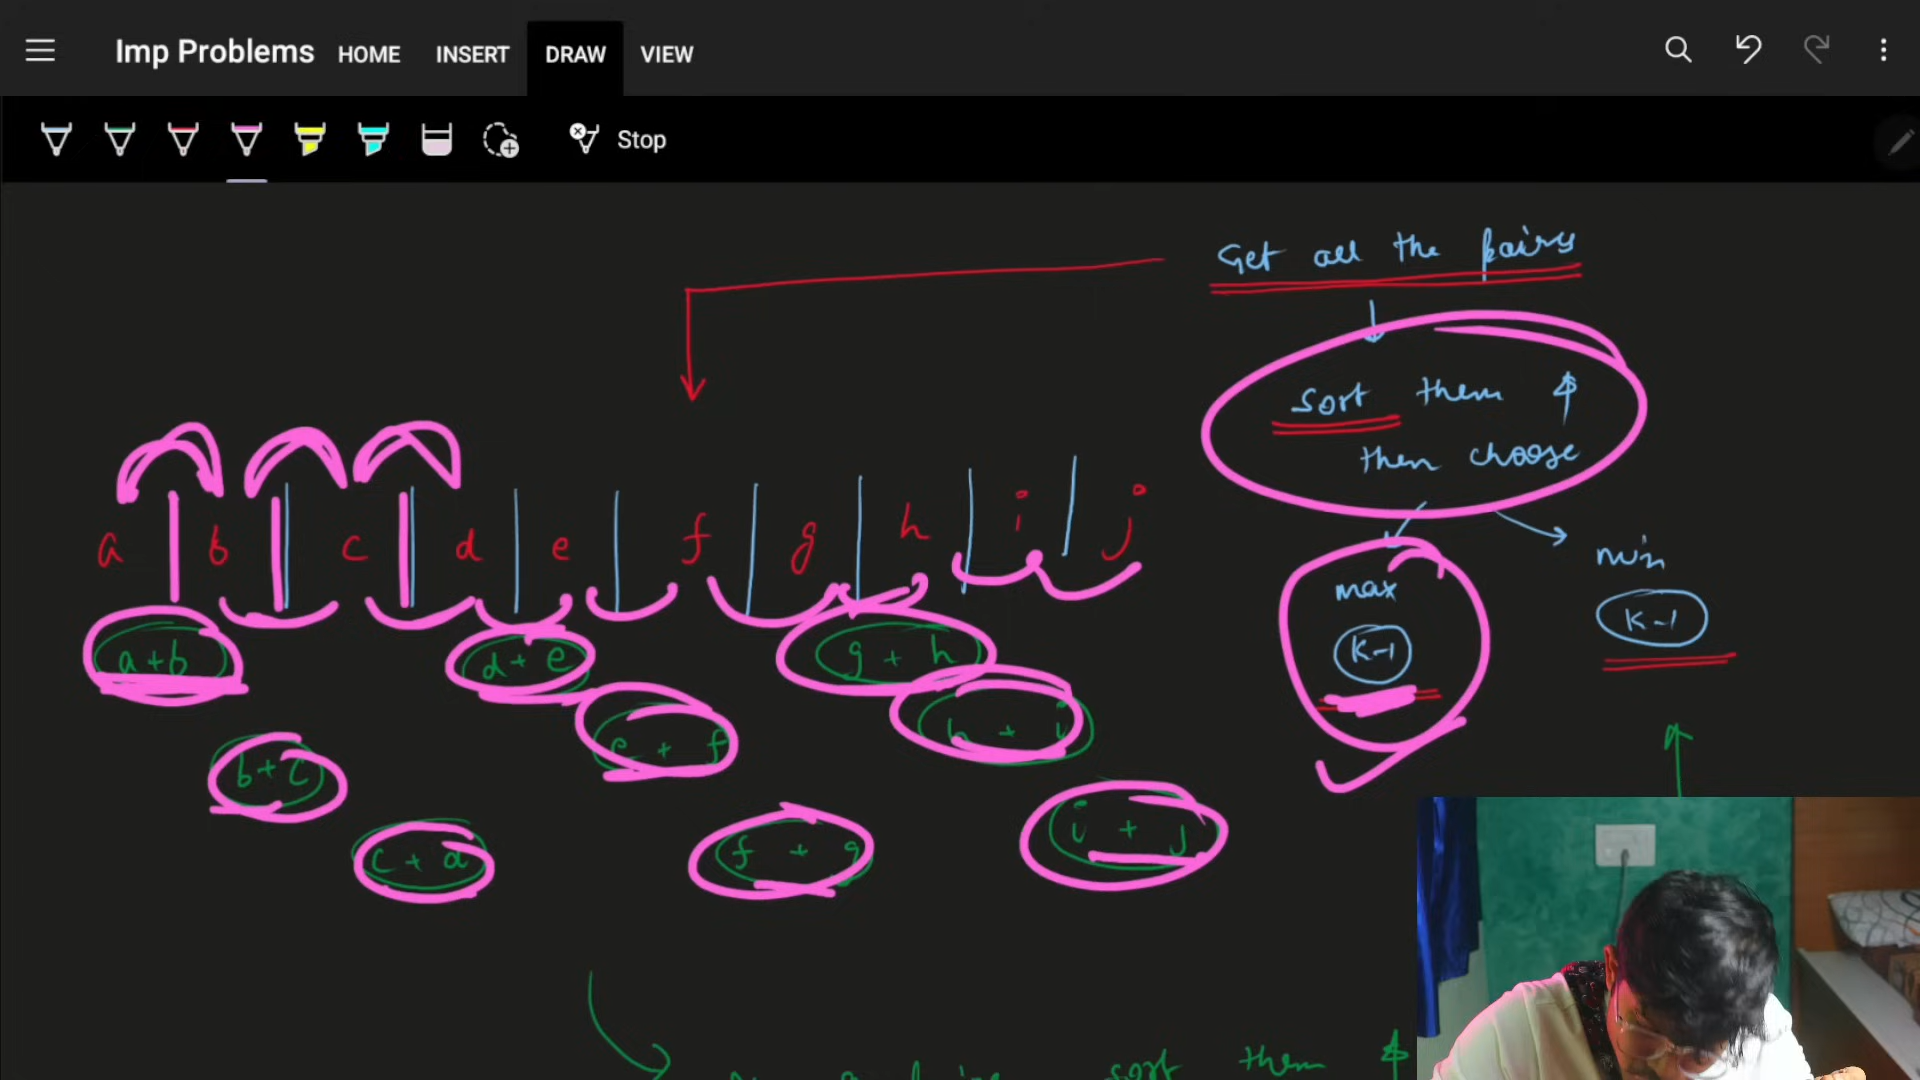 Imp Problems HOME INSERT DRAW VIEW
Stop
Get all the pairs
Sort them
then choose
a b c d e f g h i j
max
K-1
min
K-1
a+b
d+e
g+h
e+f
h+i
b+c
c+d
f+g
i+j
sort them